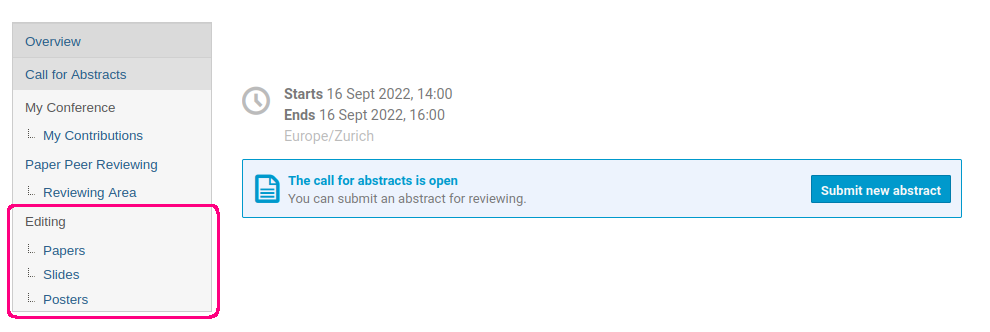 Overview
Call for Abstracts
My Conference
My Contributions
Paper Peer Reviewing
Reviewing Area
Editing
Papers
Slides
Posters
Starts 16 Sept 2022, 14:00
Ends 16 Sept 2022, 16:00
Europe/Zurich
The call for abstracts is open
You can submit an abstract for reviewing.
Submit new abstract